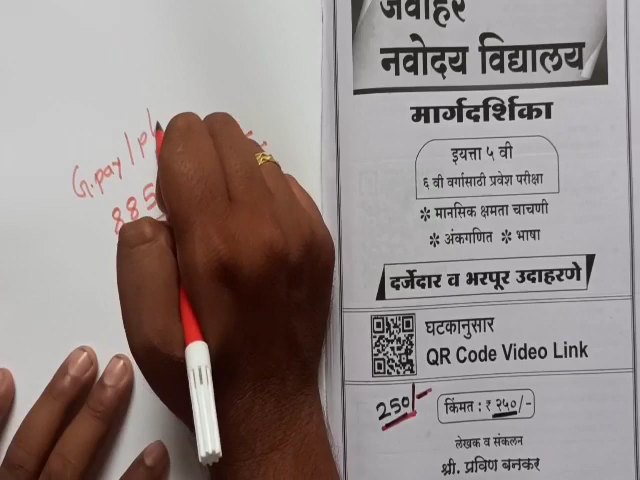 G.pay / ph
885
जवाहर
नवोदय विद्यालय
मार्गदर्शिका
इयत्ता ५ वी
६ वी वर्गासाठी प्रवेश परीक्षा
* मानसिक क्षमता चाचणी
* अंकगणित * भाषा
दर्जेदार व भरपूर उदाहरणे
घटकानुसार
QR Code Video Link
250/- किंमत : ₹ २५०/-
लेखक व संकलन
श्री. प्रविण बनकर